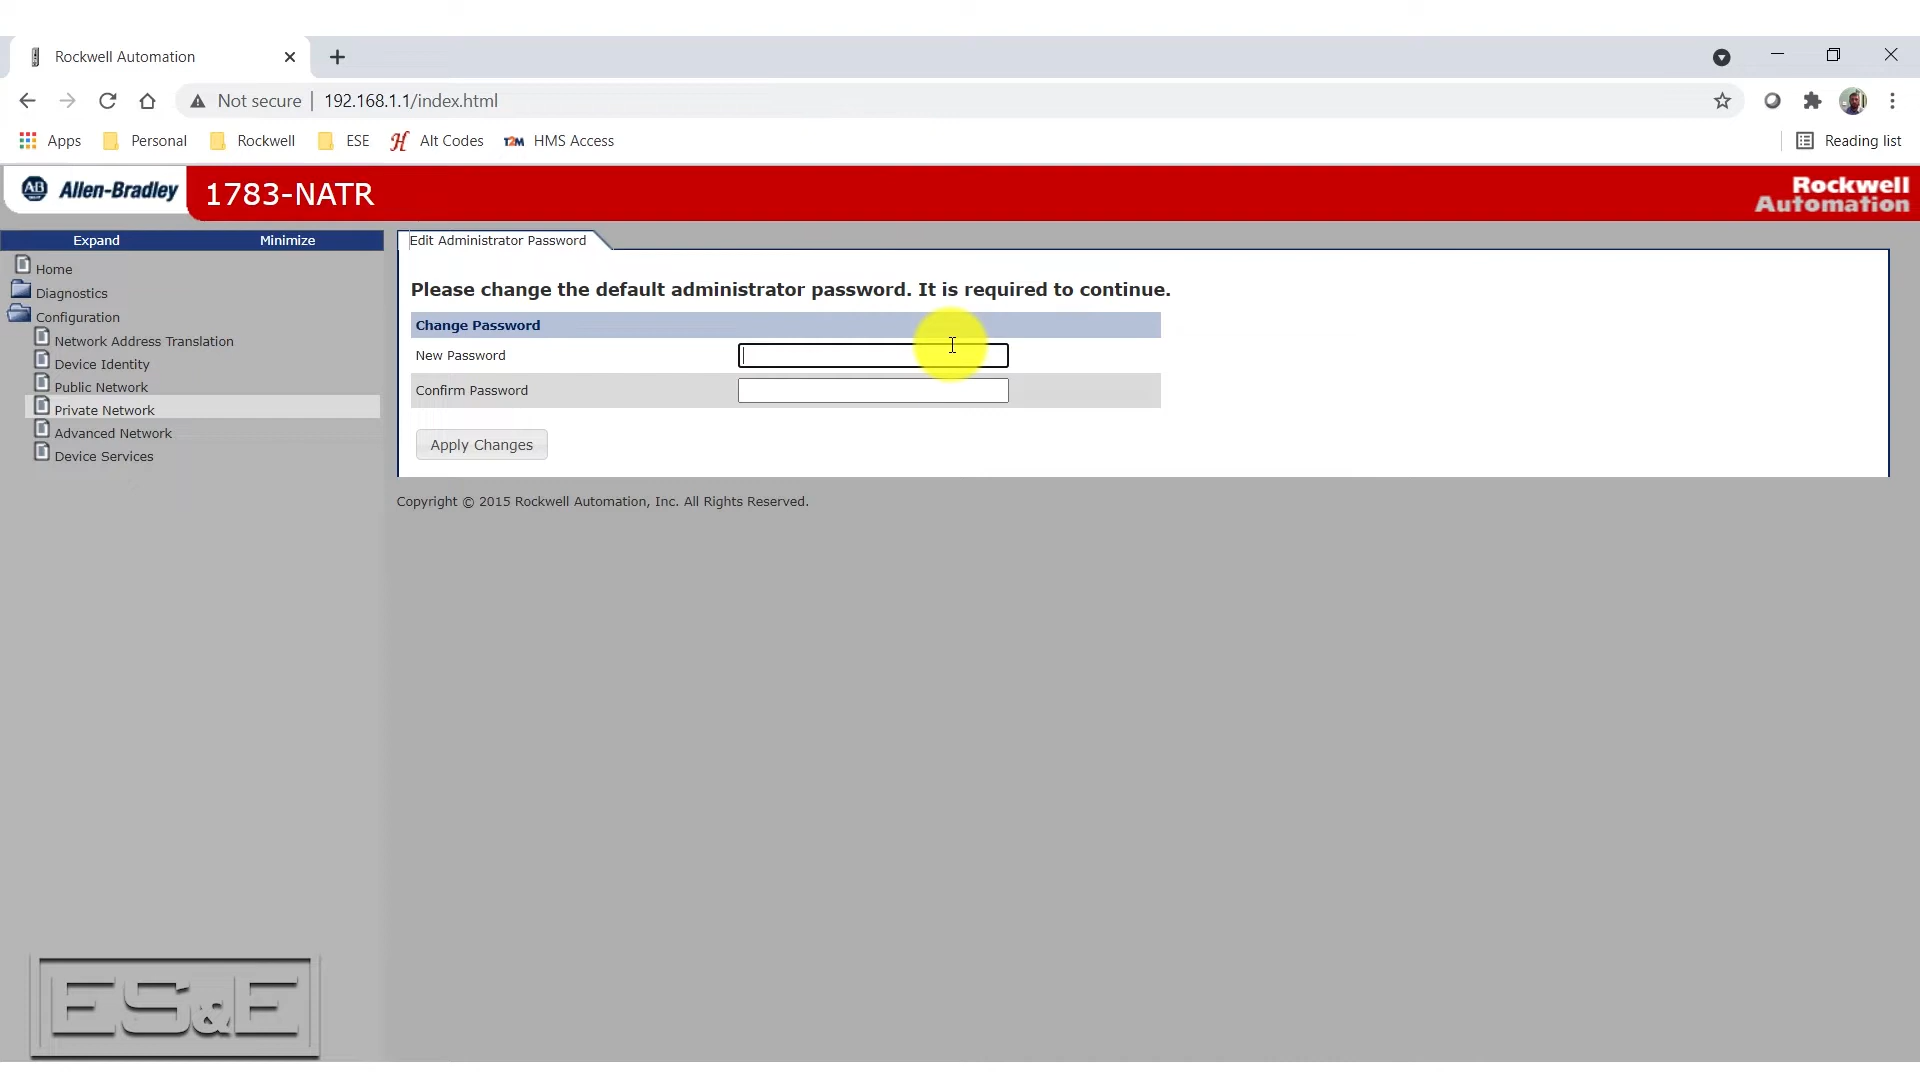 Rockwell Automation
Not secure | 192.168.1.1/index.html
Apps Personal Rockwell ESE H Alt Codes T2M HMS Access Reading list
AB Allen-Bradley 1783-NATR Rockwell Automation
Expand Minimize
Home
Diagnostics
Configuration
Network Address Translation
Device Identity
Public Network
Private Network
Advanced Network
Device Services
Edit Administrator Password
Please change the default administrator password. It is required to continue.
Change Password
New Password
Confirm Password
Apply Changes
Copyright © 2015 Rockwell Automation, Inc. All Rights Reserved.
ES&E